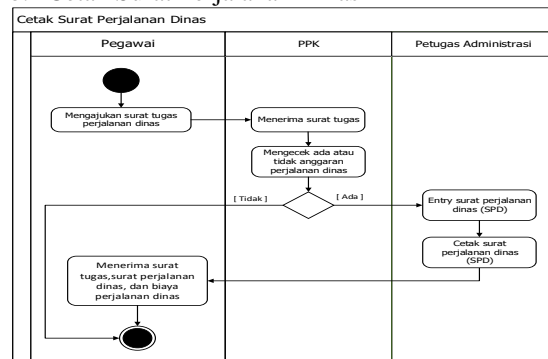 Cetak Surat Perjalanan Dinas
Pegawai
PPK
Petugas Administrasi
Mengajukan surat tugas
perjalanan dinas
Menerima surat tugas
Mengecek ada atau
tidak anggaran
perjalanan dinas
[ Tidak ]
[ Ada ]
Entry surat perjalanan
dinas (SPD)
Cetak surat
perjalanan dinas
(SPD)
Menerima surat
tugas,surat perjalanan
dinas, dan biaya
perjalanan dinas